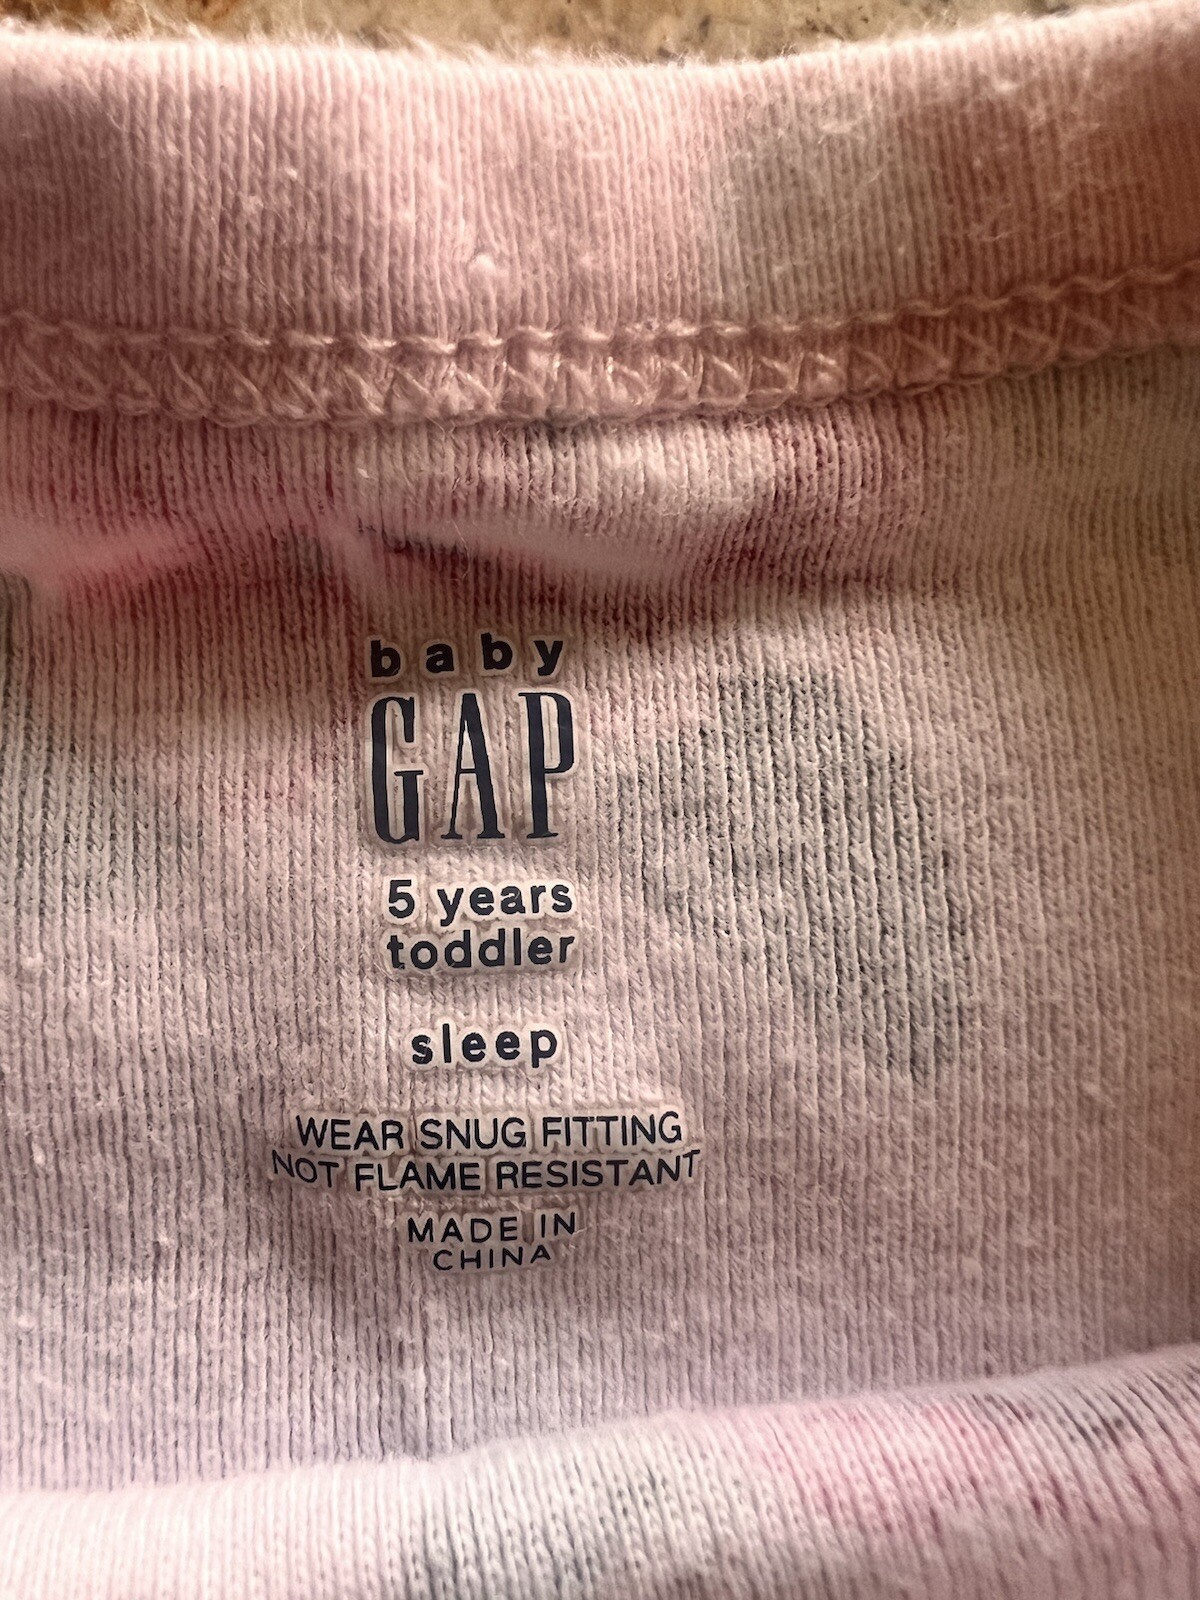 baby
GAP
5 years
toddler
sleep
WEAR SNUG FITTING
NOT FLAME RESISTANT
MADE IN
CHINA